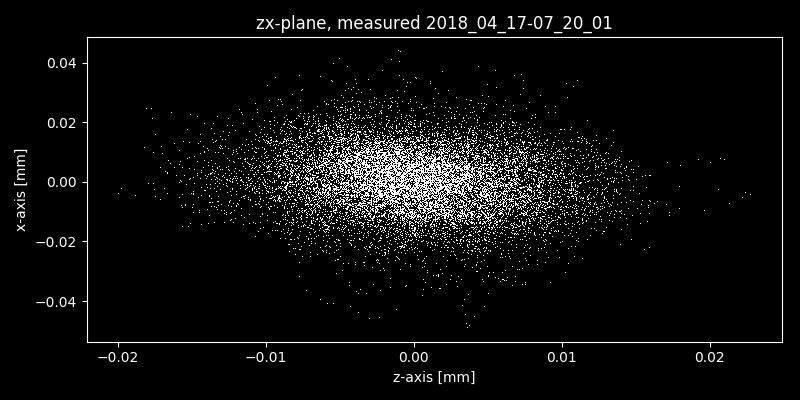 zx-plane, measured 2018_04_17-07_20_01
0.04
0.02
0.00
−0.02
−0.04
x-axis [mm]
−0.02 −0.01 0.00 0.01 0.02
z-axis [mm]